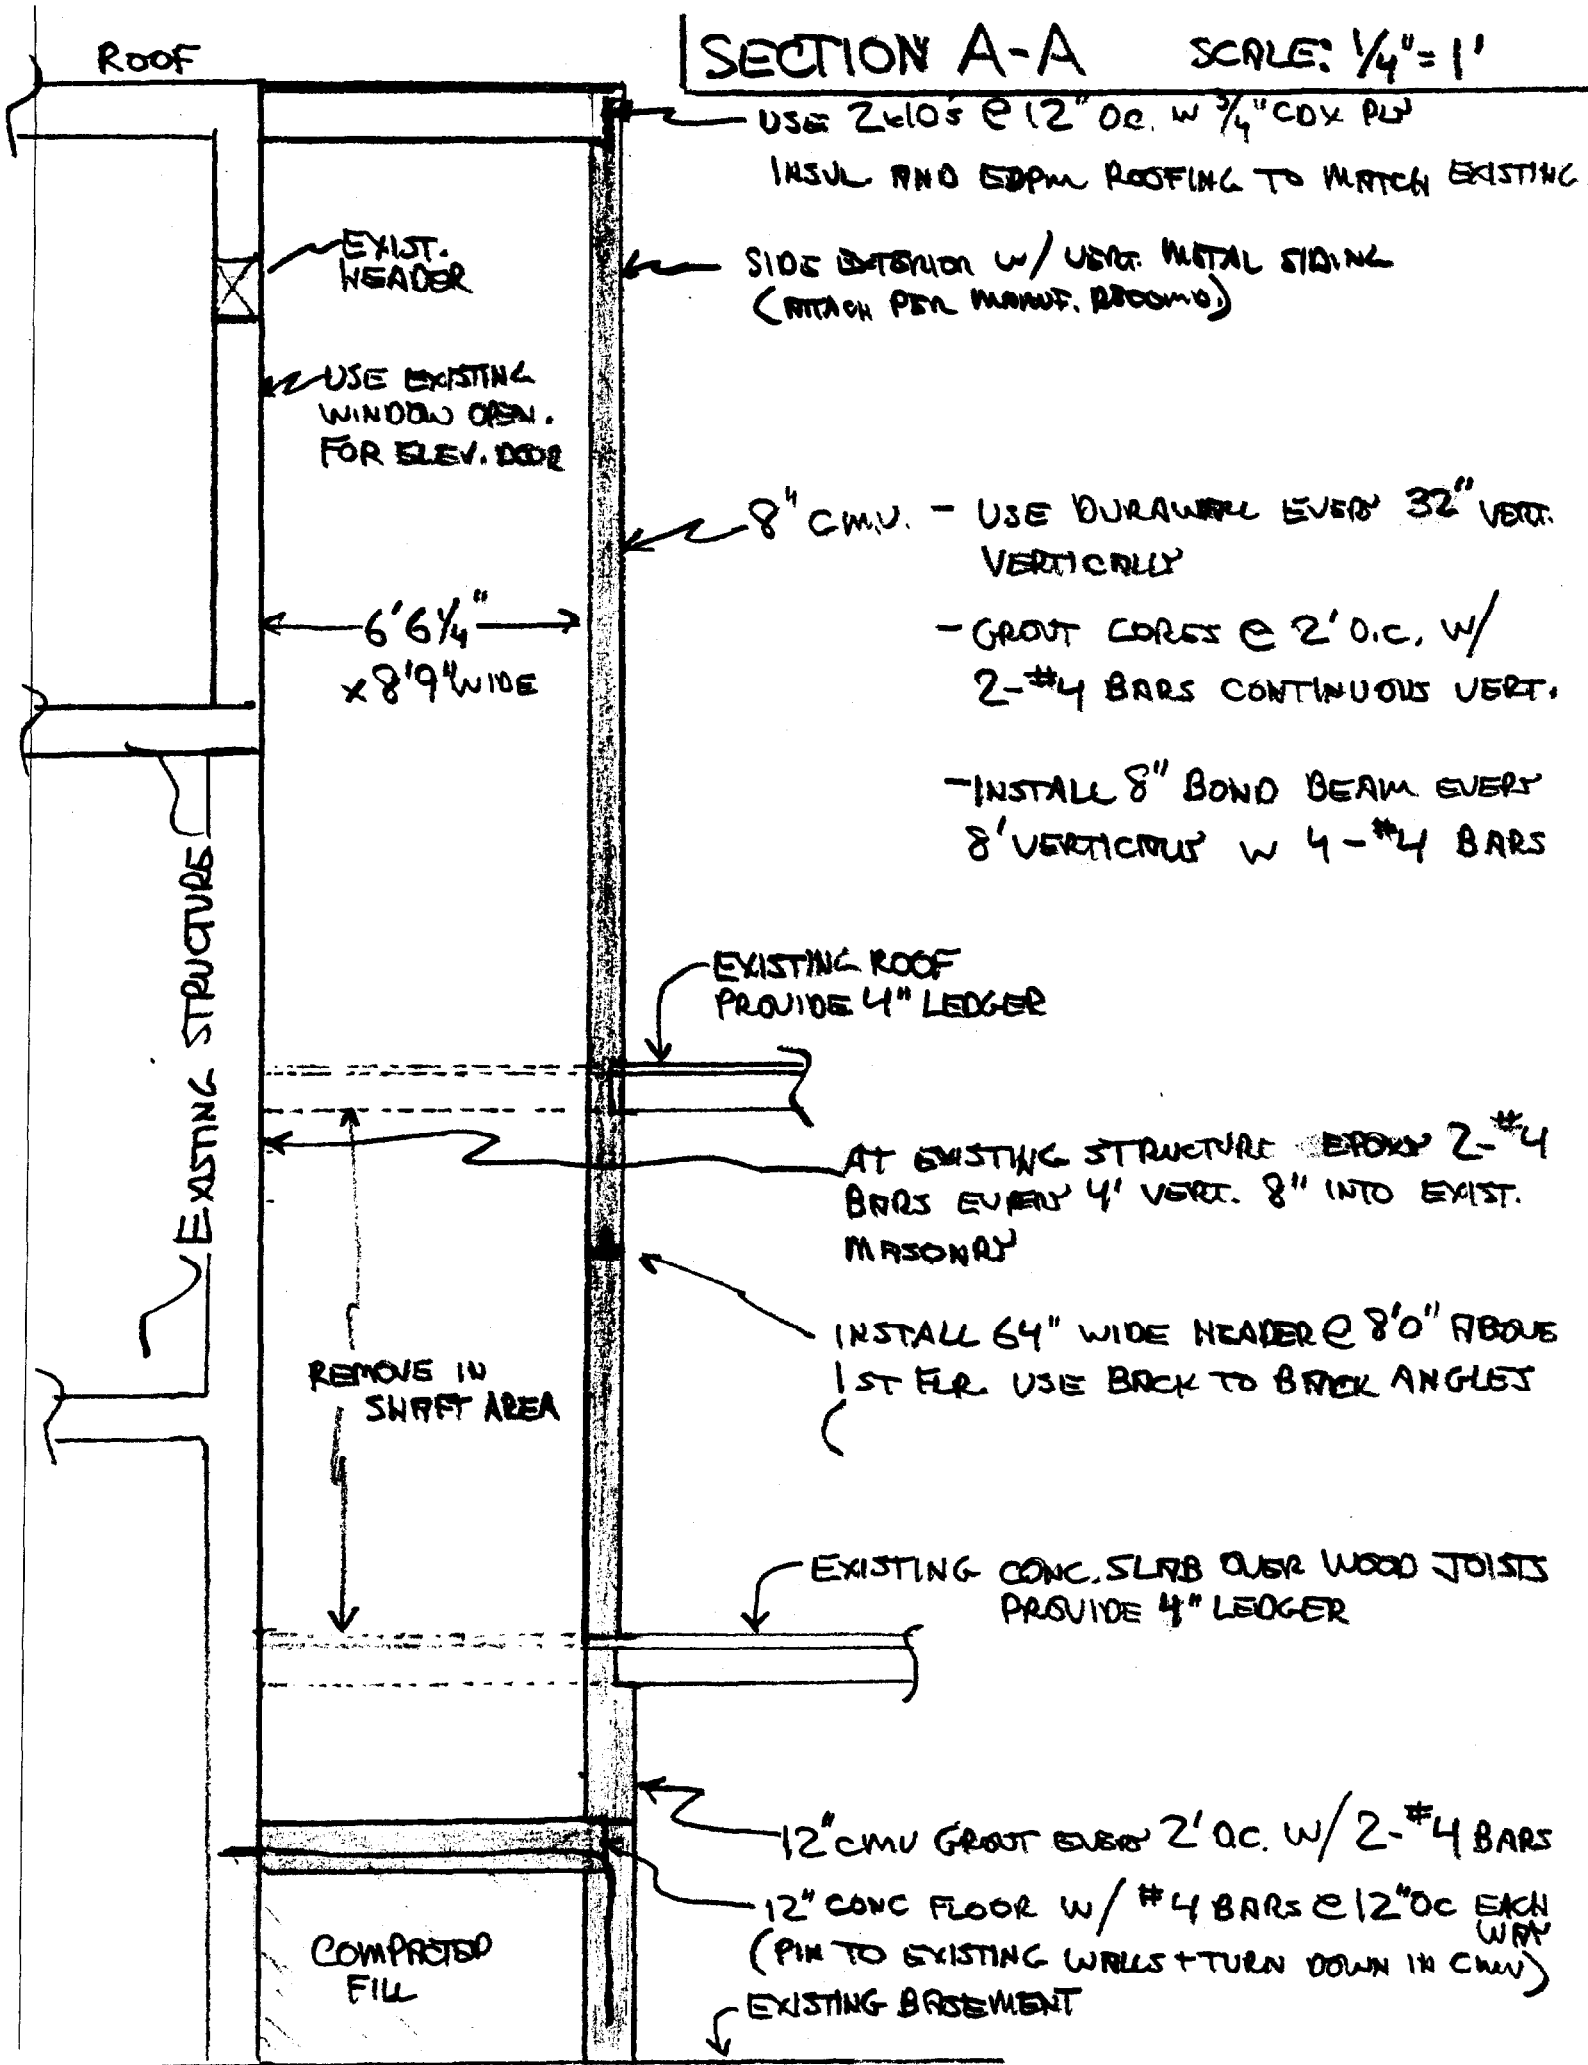 ROOF
SECTION A-A SCALE: 1/4" = 1'
USE 2x10's @ 12" O.C. W 3/4" CDX PLY
INSUL AND EDPM ROOFING TO MATCH EXISTING
EXIST.
HEADER
SIDE EXTERIOR W/ VERT. METAL SIDING
(ATTACH PER MANUF. RECOMD.)
USE EXISTING
WINDOW OPEN.
FOR ELEV. DOOR
8" C.M.U. - USE DURAWALL EVERY 32" VERT.
VERTICALLY
6' 6 1/4"
x 8'9" WIDE
- GROUT CORES @ 2' O.C. W/
2-#4 BARS CONTINUOUS VERT.
- INSTALL 8" BOND BEAM EVERY
8' VERTICALLY W 4-#4 BARS
EXISTING STRUCTURE
EXISTING ROOF
PROVIDE 4" LEDGER
AT EXISTING STRUCTURE EPOXY 2-#4
BARS EVERY 4' VERT. 8" INTO EXIST.
MASONRY
INSTALL 64" WIDE HEADER @ 8'0" ABOVE
1ST FLR. USE BACK TO BACK ANGLES
REMOVE IN
SHAFT AREA
EXISTING CONC. SLAB OVER WOOD JOISTS
PROVIDE 4" LEDGER
12" CMU GROUT EVERY 2' O.C. W/ 2-#4 BARS
12" CONC FLOOR W/ #4 BARS @ 12" OC EACH
WAY
(PIN TO EXISTING WALLS + TURN DOWN IN CMU)
COMPACTED
FILL
EXISTING BASEMENT